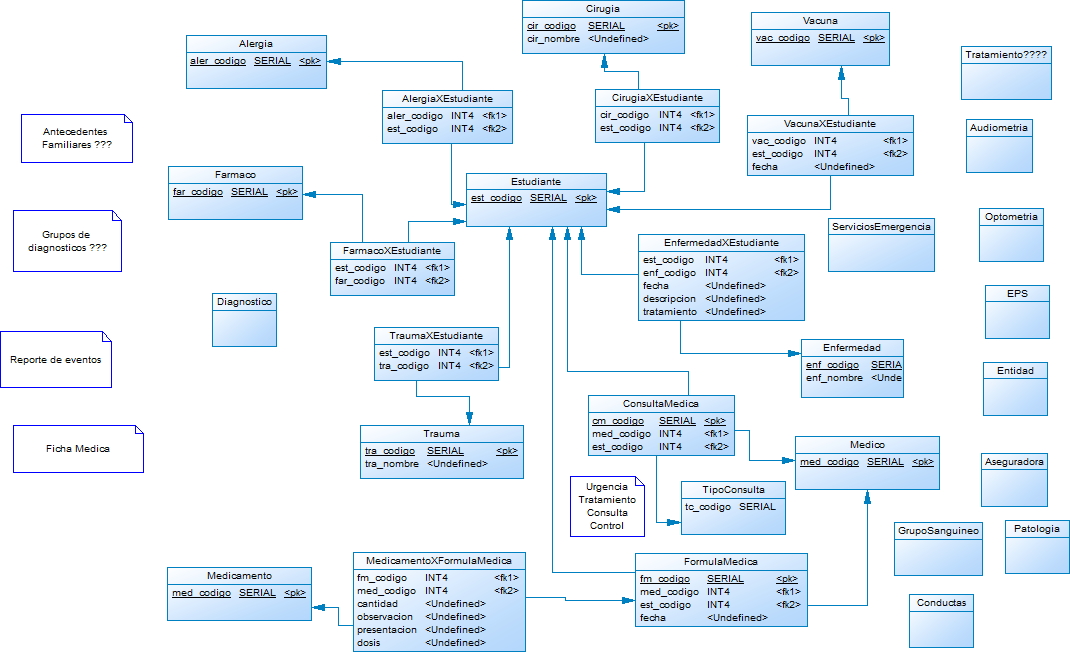 Cirugia
cir_codigo SERIAL <pk>
cir_nombre <Undefined>
Vacuna
vac_codigo SERIAL <pk>
Alergia
aler_codigo SERIAL <pk>
Tratamiento????
AlergiaXEstudiante
aler_codigo INT4 <fk1>
est_codigo INT4 <fk2>
CirugiaXEstudiante
cir_codigo INT4 <fk1>
est_codigo INT4 <fk2>
VacunaXEstudiante
vac_codigo INT4 <fk1>
est_codigo INT4 <fk2>
fecha <Undefined>
Audiometria
Antecedentes
Familiares ???
Farmaco
far_codigo SERIAL <pk>
Estudiante
est_codigo SERIAL <pk>
Grupos de
diagnosticos ???
Optometria
ServiciosEmergencia
FarmacoXEstudiante
est_codigo INT4 <fk1>
far_codigo INT4 <fk2>
EnfermedadXEstudiante
est_codigo INT4 <fk1>
enf_codigo INT4 <fk2>
fecha <Undefined>
descripcion <Undefined>
tratamiento <Undefined>
Diagnostico
EPS
TraumaXEstudiante
est_codigo INT4 <fk1>
tra_codigo INT4 <fk2>
Reporte de eventos
Enfermedad
enf_codigo SERIA
enf_nombre <Unde
Entidad
ConsultaMedica
cm_codigo SERIAL <pk>
med_codigo INT4 <fk1>
est_codigo INT4 <fk2>
Ficha Medica
Trauma
tra_codigo SERIAL <pk>
tra_nombre <Undefined>
Medico
med_codigo SERIAL <pk>
Aseguradora
Urgencia
Tratamiento
Consulta
Control
TipoConsulta
tc_codigo SERIAL
GrupoSanguineo
Patologia
Medicamento
med_codigo SERIAL <pk>
MedicamentoXFormulaMedica
fm_codigo INT4 <fk1>
med_codigo INT4 <fk2>
cantidad <Undefined>
observacion <Undefined>
presentacion <Undefined>
dosis <Undefined>
FormulaMedica
fm_codigo SERIAL <pk>
med_codigo INT4 <fk1>
est_codigo INT4 <fk2>
fecha <Undefined>
Conductas